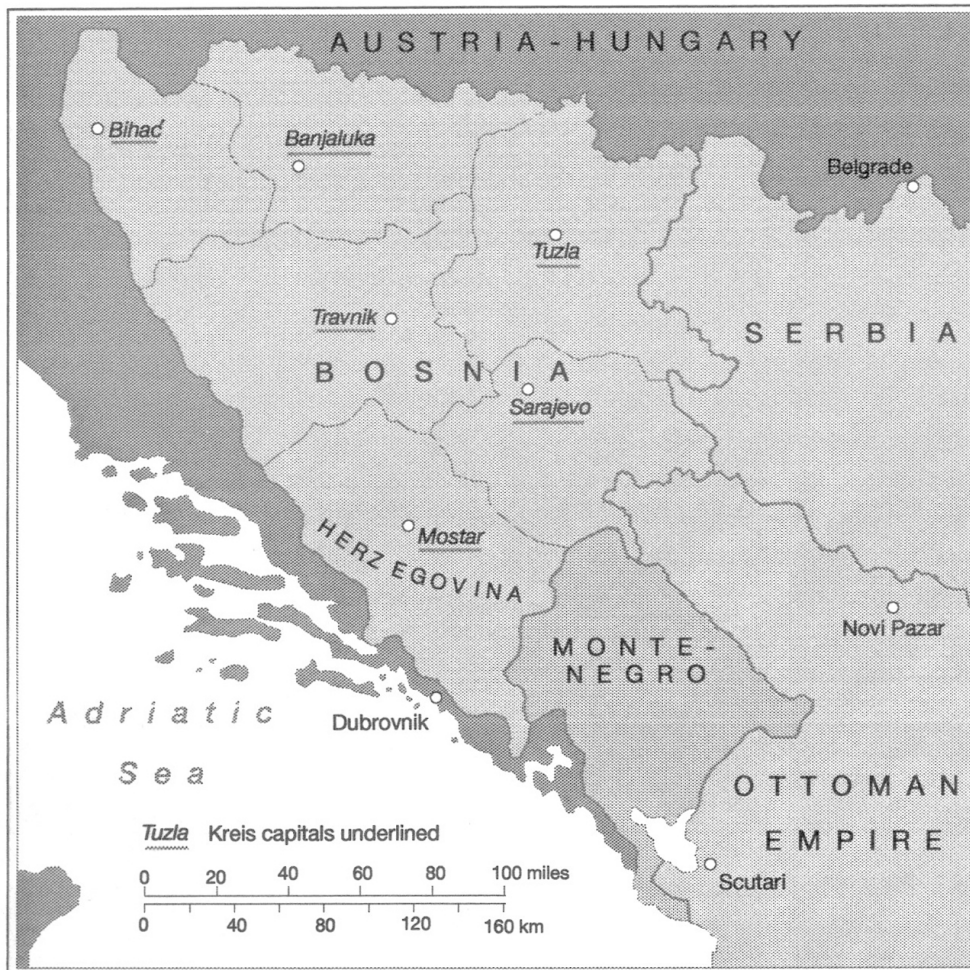 AUSTRIA-HUNGARY
Bihać
Banjaluka
Belgrade
Tuzla
Travnik
SERBIA
BOSNIA
Sarajevo
Mostar
HERZEGOVINA
Novi Pazar
MONTE-
NEGRO
Dubrovnik
Adriatic
Sea
OTTOMAN
EMPIRE
Scutari
Tuzla Kreis capitals underlined
0 20 40 60 80 100 miles
0 40 80 120 160 km